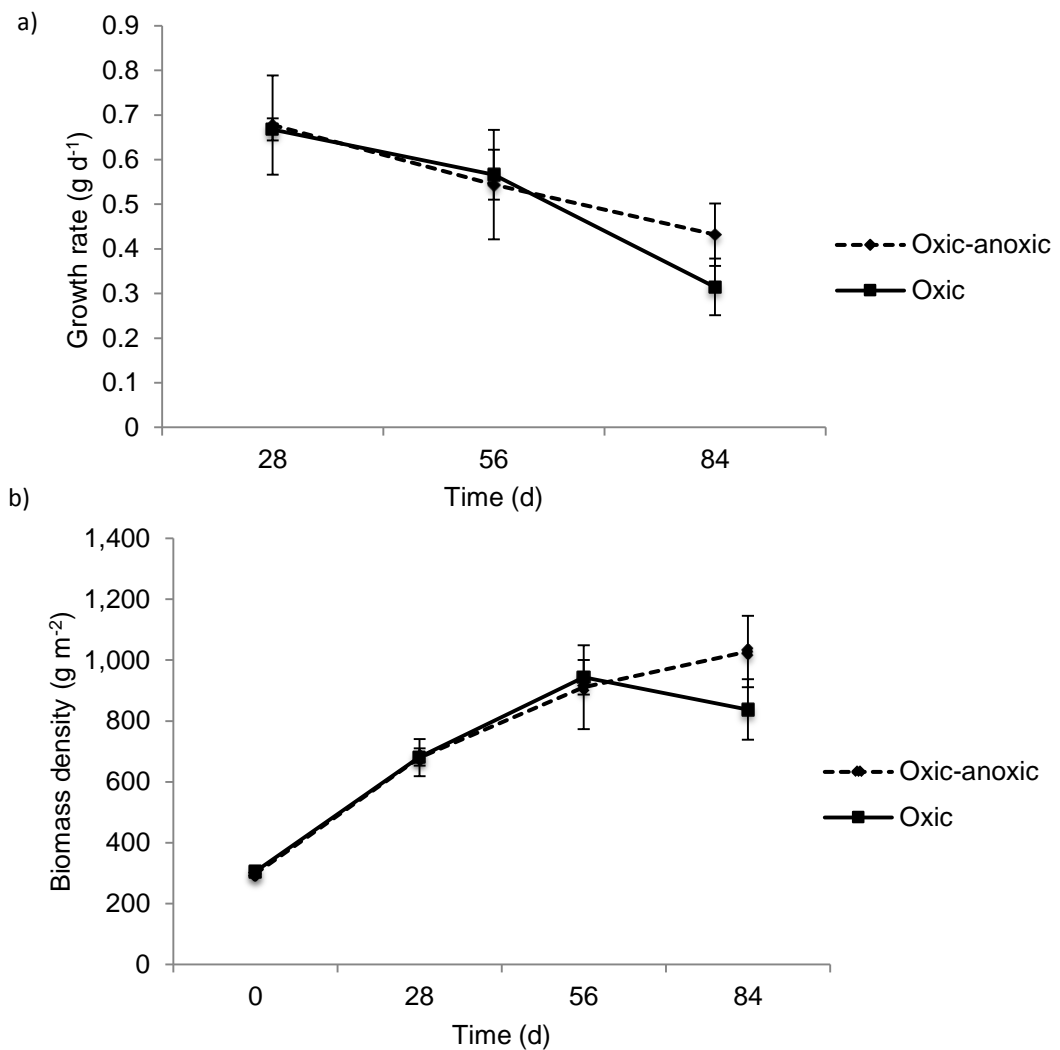 a)
0.9
0.8
0.7
0.6
0.5
0.4
0.3
0.2
0.1
0
Growth rate (g d-1)
28 56 84
Time (d)
Oxic-anoxic
Oxic
b)
1,400
1,200
1,000
800
600
400
200
0
Biomass density (g m-2)
0 28 56 84
Time (d)
Oxic-anoxic
Oxic